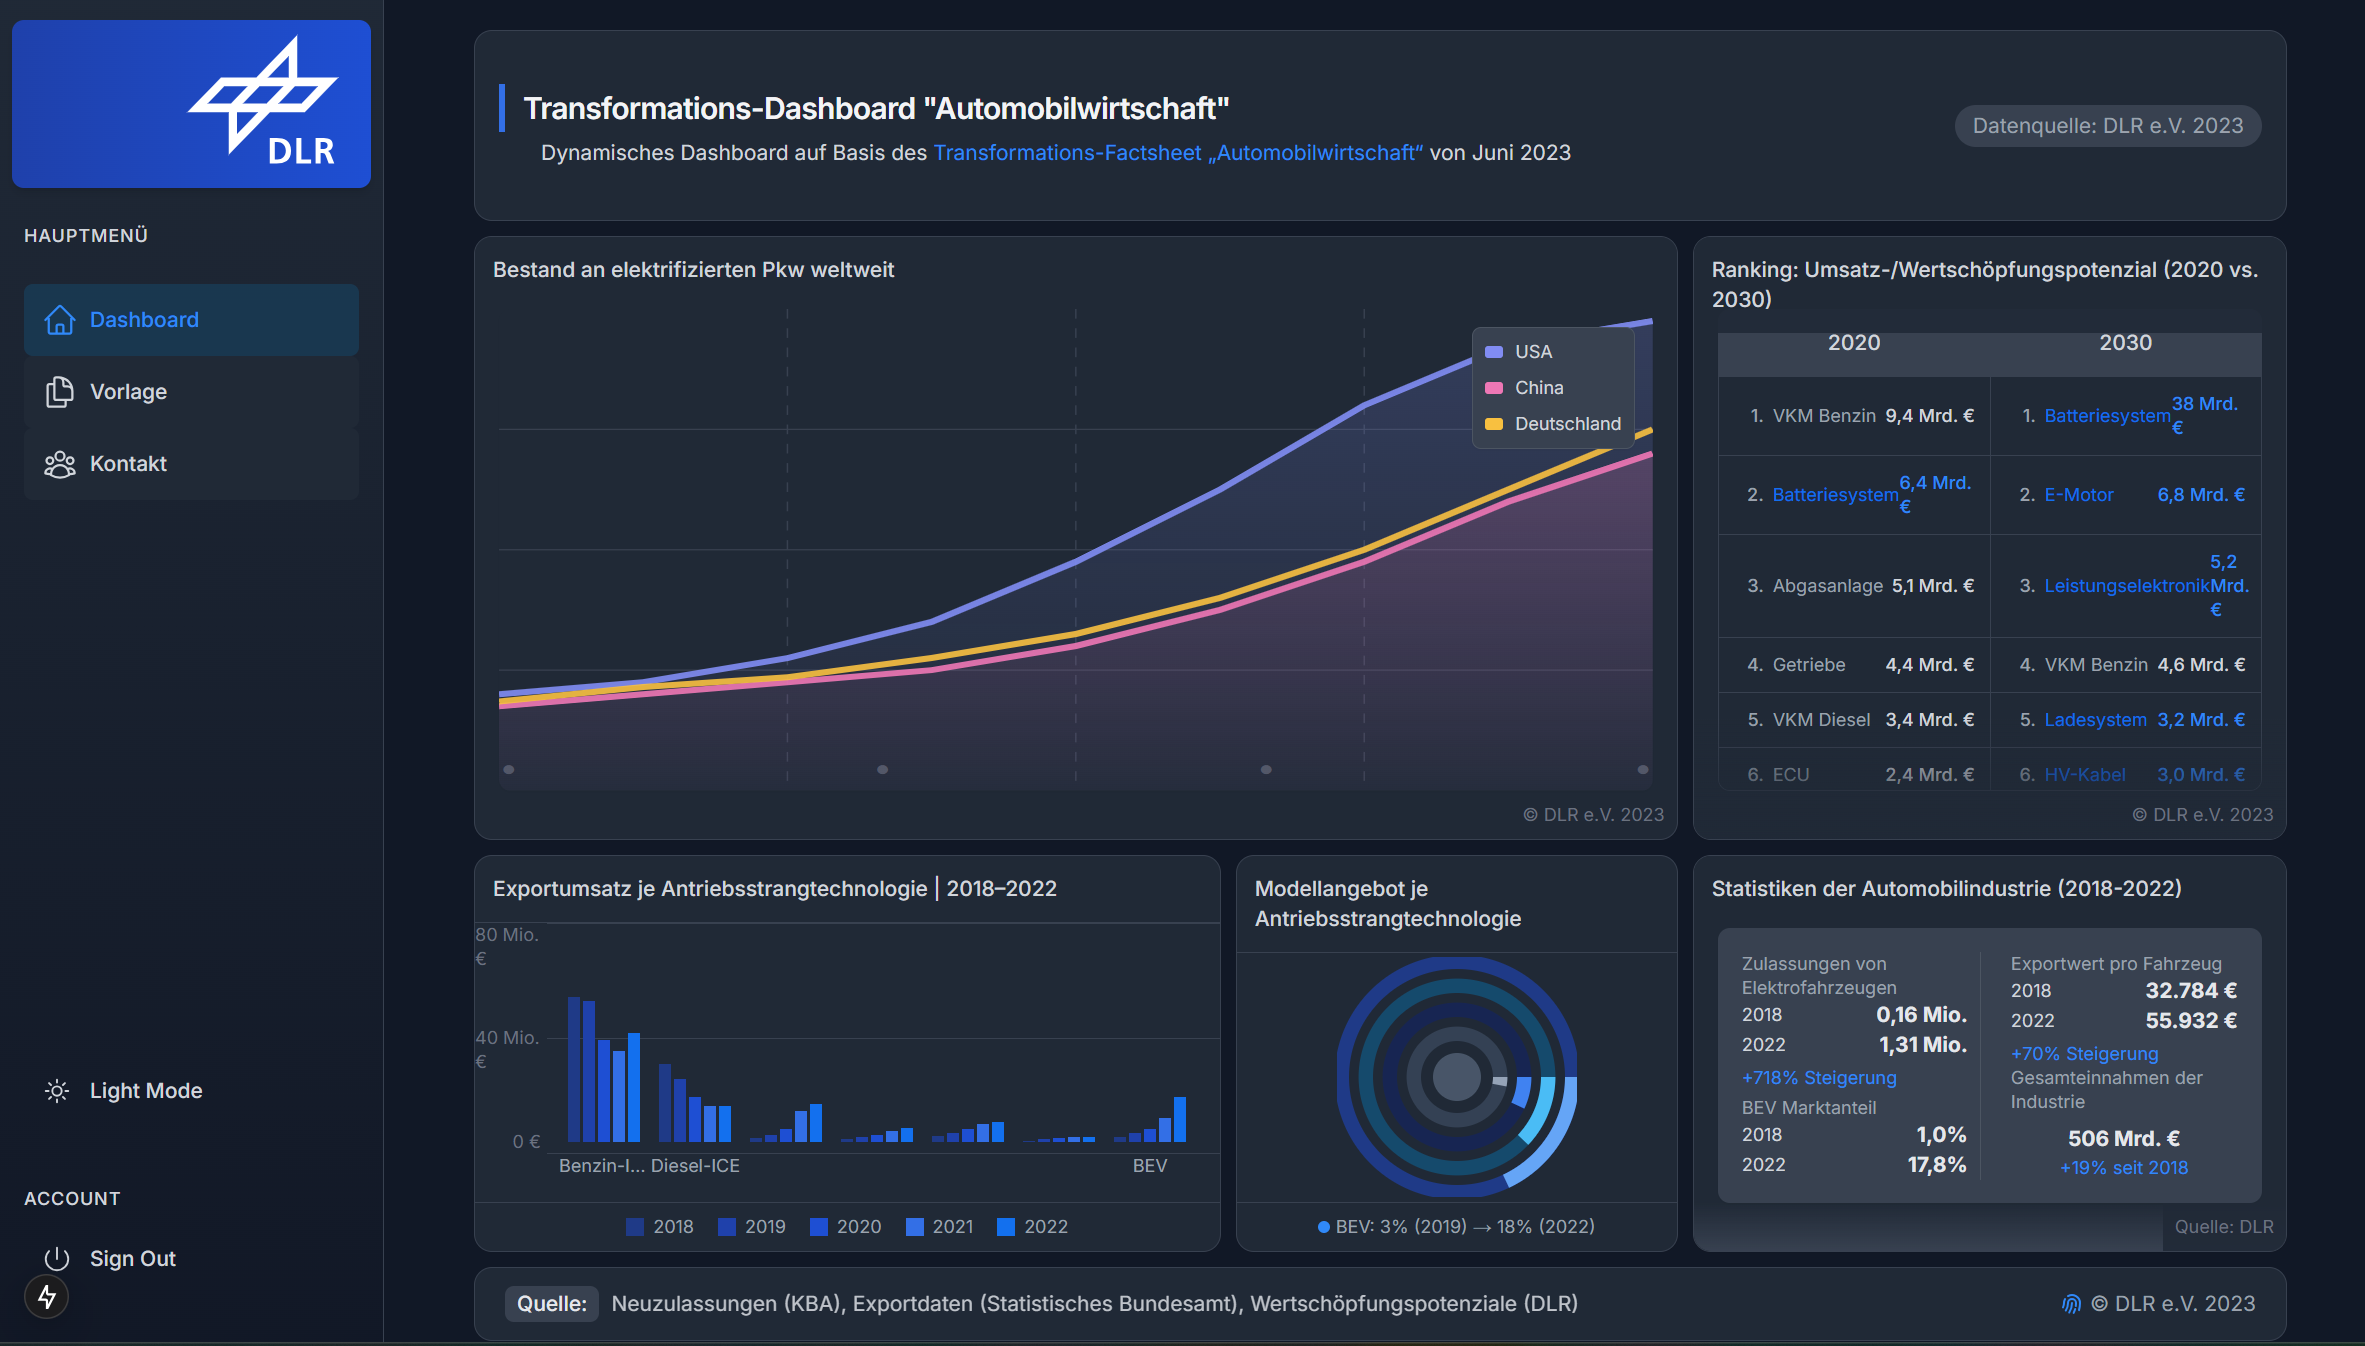 DLR
HAUPTMENÜ
Dashboard
Vorlage
Kontakt
Light Mode
ACCOUNT
Sign Out
Transformations-Dashboard "Automobilwirtschaft"
Dynamisches Dashboard auf Basis des Transformations-Factsheet „Automobilwirtschaft“ von Juni 2023
Datenquelle: DLR e.V. 2023
Bestand an elektrifizierten Pkw weltweit
USA
China
Deutschland
© DLR e.V. 2023
Ranking: Umsatz-/Wertschöpfungspotenzial (2020 vs.
2030)
2020 2030
1. VKM Benzin 9,4 Mrd. € 1. Batteriesystem 38 Mrd.
€
2. Batteriesystem 6,4 Mrd. 2. E-Motor 6,8 Mrd. €
€
5,2
3. Abgasanlage 5,1 Mrd. € 3. Leistungselektronik Mrd.
€
4. Getriebe 4,4 Mrd. € 4. VKM Benzin 4,6 Mrd. €
5. VKM Diesel 3,4 Mrd. € 5. Ladesystem 3,2 Mrd. €
6. ECU 2,4 Mrd. € 6. HV-Kabel 3,0 Mrd. €
© DLR e.V. 2023
Exportumsatz je Antriebsstrangtechnologie | 2018–2022
80 Mio.
€
40 Mio.
€
0 €
Benzin-I... Diesel-ICE BEV
2018 2019 2020 2021 2022
Modellangebot je
Antriebsstrangtechnologie
BEV: 3% (2019) → 18% (2022)
Statistiken der Automobilindustrie (2018-2022)
Zulassungen von
Elektrofahrzeugen
2018 0,16 Mio.
2022 1,31 Mio.
+718% Steigerung
BEV Marktanteil
2018 1,0%
2022 17,8%
Exportwert pro Fahrzeug
2018 32.784 €
2022 55.932 €
+70% Steigerung
Gesamteinnahmen der
Industrie
506 Mrd. €
+19% seit 2018
Quelle: DLR
Quelle: Neuzulassungen (KBA), Exportdaten (Statistisches Bundesamt), Wertschöpfungspotenziale (DLR)
© DLR e.V. 2023